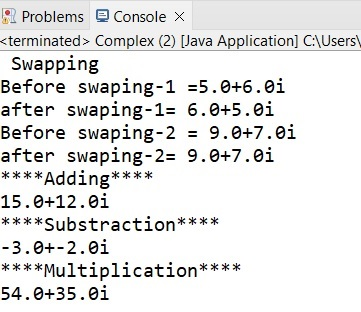 Problems Console
<terminated> Complex (2) [Java Application] C:\Users\
Swapping
Before swaping-1 =5.0+6.0i
after swaping-1= 6.0+5.0i
Before swaping-2 = 9.0+7.0i
after swaping-2= 9.0+7.0i
****Adding****
15.0+12.0i
****Substraction****
-3.0+-2.0i
****Multiplication****
54.0+35.0i